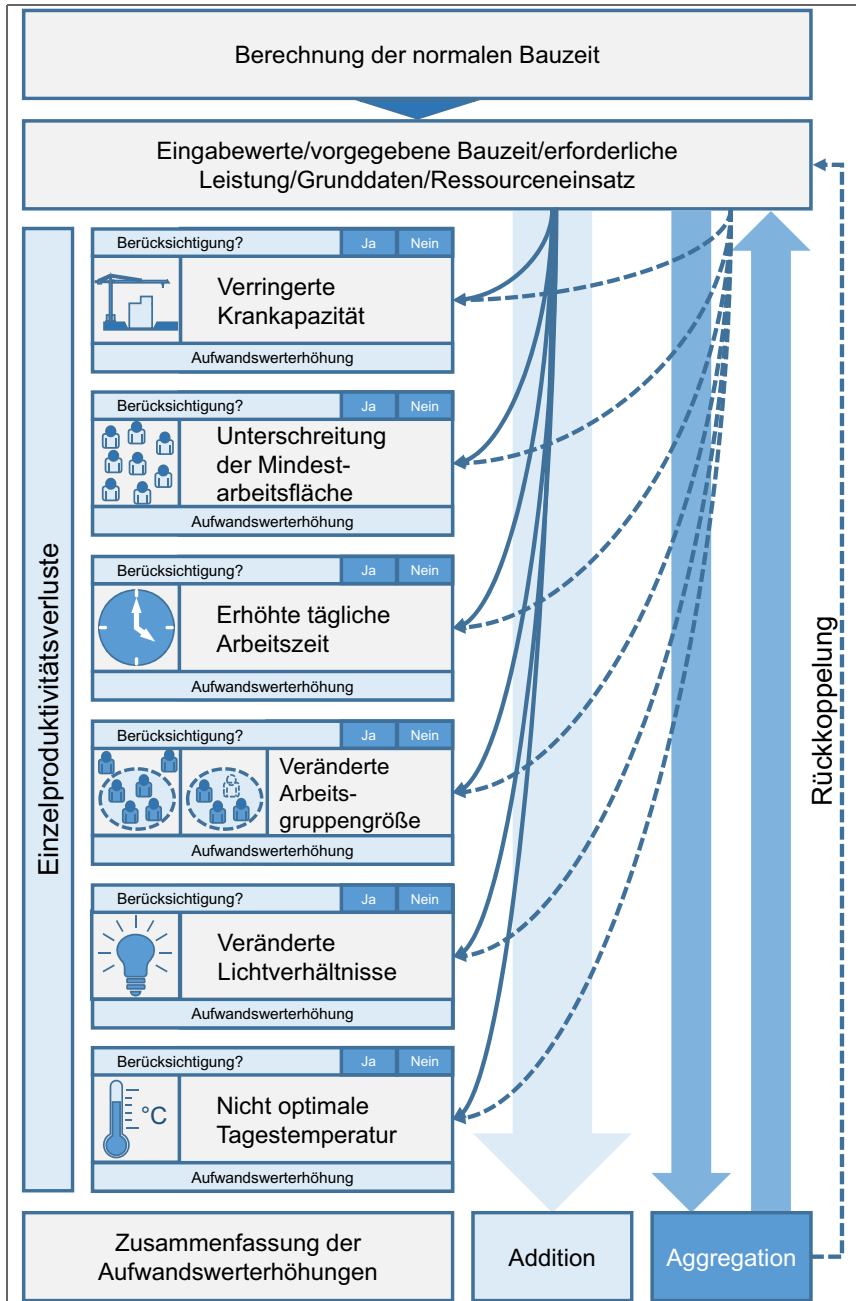 Berechnung der normalen Bauzeit
Eingabewerte/vorgegebene Bauzeit/erforderliche
Leistung/Grunddaten/Ressourceneinsatz
Einzelproduktivitätsverluste
Berücksichtigung? Ja Nein
Verringerte
Krankapazität
Aufwandswerterhöhung
Berücksichtigung? Ja Nein
Unterschreitung
der Mindest-
arbeitsfläche
Aufwandswerterhöhung
Berücksichtigung? Ja Nein
Erhöhte tägliche
Arbeitszeit
Aufwandswerterhöhung
Berücksichtigung? Ja Nein
Veränderte
Arbeits-
gruppengröße
Aufwandswerterhöhung
Berücksichtigung? Ja Nein
Veränderte
Lichtverhältnisse
Aufwandswerterhöhung
Berücksichtigung? Ja Nein
°C
Nicht optimale
Tagestemperatur
Aufwandswerterhöhung
Rückkoppelung
Zusammenfassung der
Aufwandswerterhöhungen
Addition
Aggregation